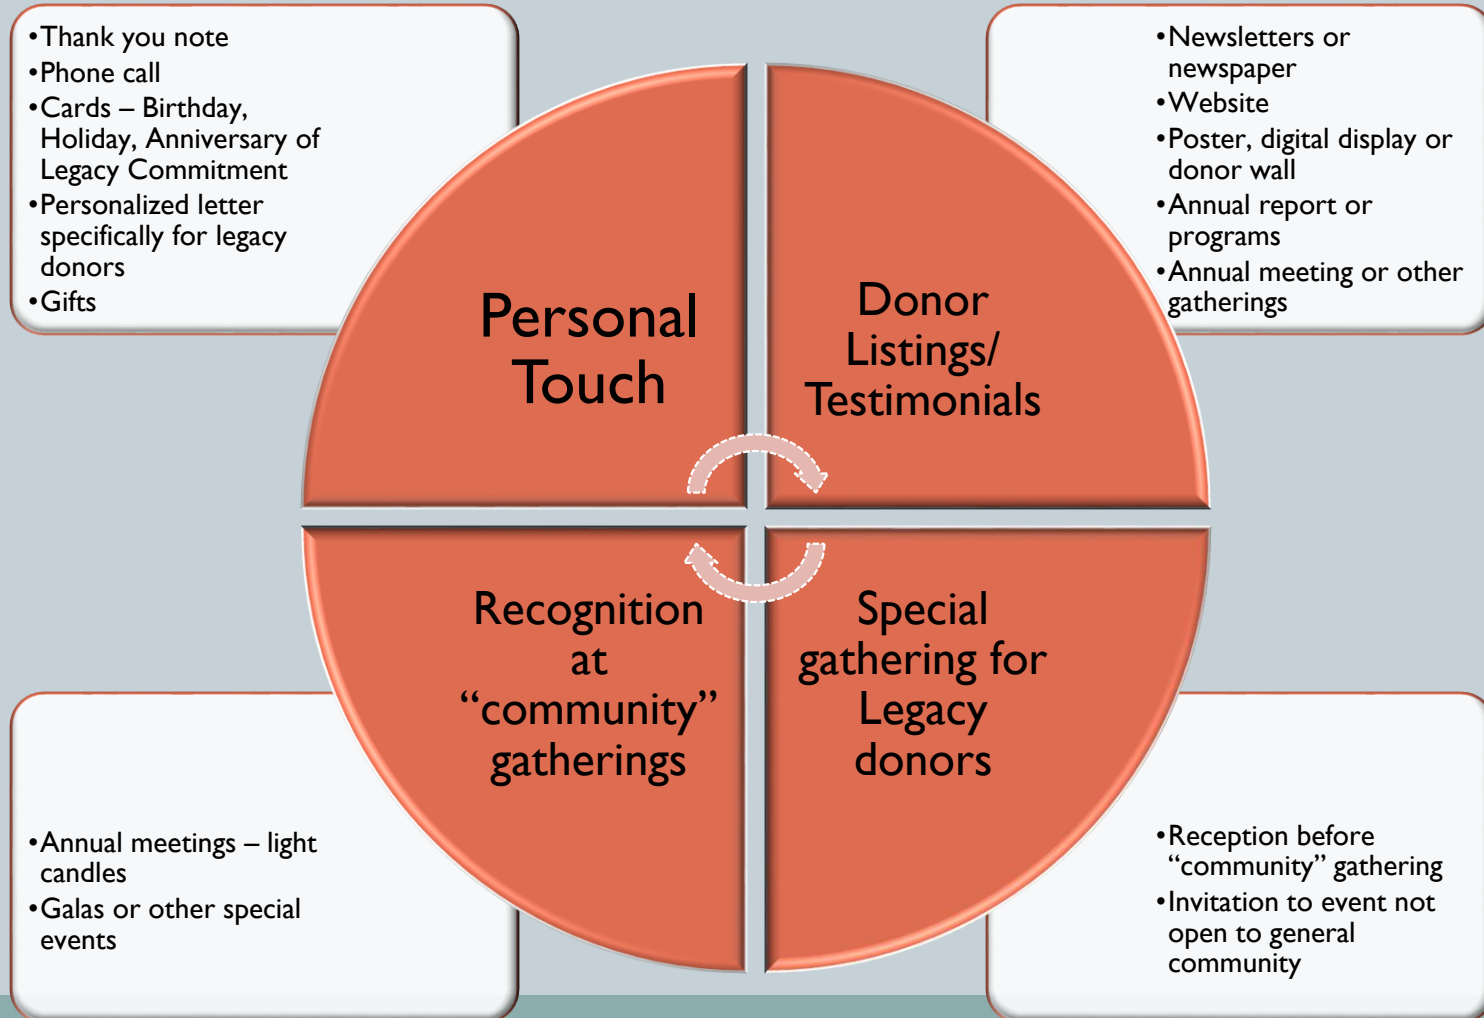 •Thank you note
•Phone call
•Cards – Birthday,
Holiday, Anniversary of
Legacy Commitment
•Personalized letter
specifically for legacy
donors
•Gifts
•Newsletters or
newspaper
•Website
•Poster, digital display or
donor wall
•Annual report or
programs
•Annual meeting or other
gatherings
Personal
Touch
Donor
Listings/
Testimonials
Recognition
at
“community”
gatherings
Special
gathering for
Legacy
donors
•Annual meetings – light
candles
•Galas or other special
events
•Reception before
“community” gathering
•Invitation to event not
open to general
community